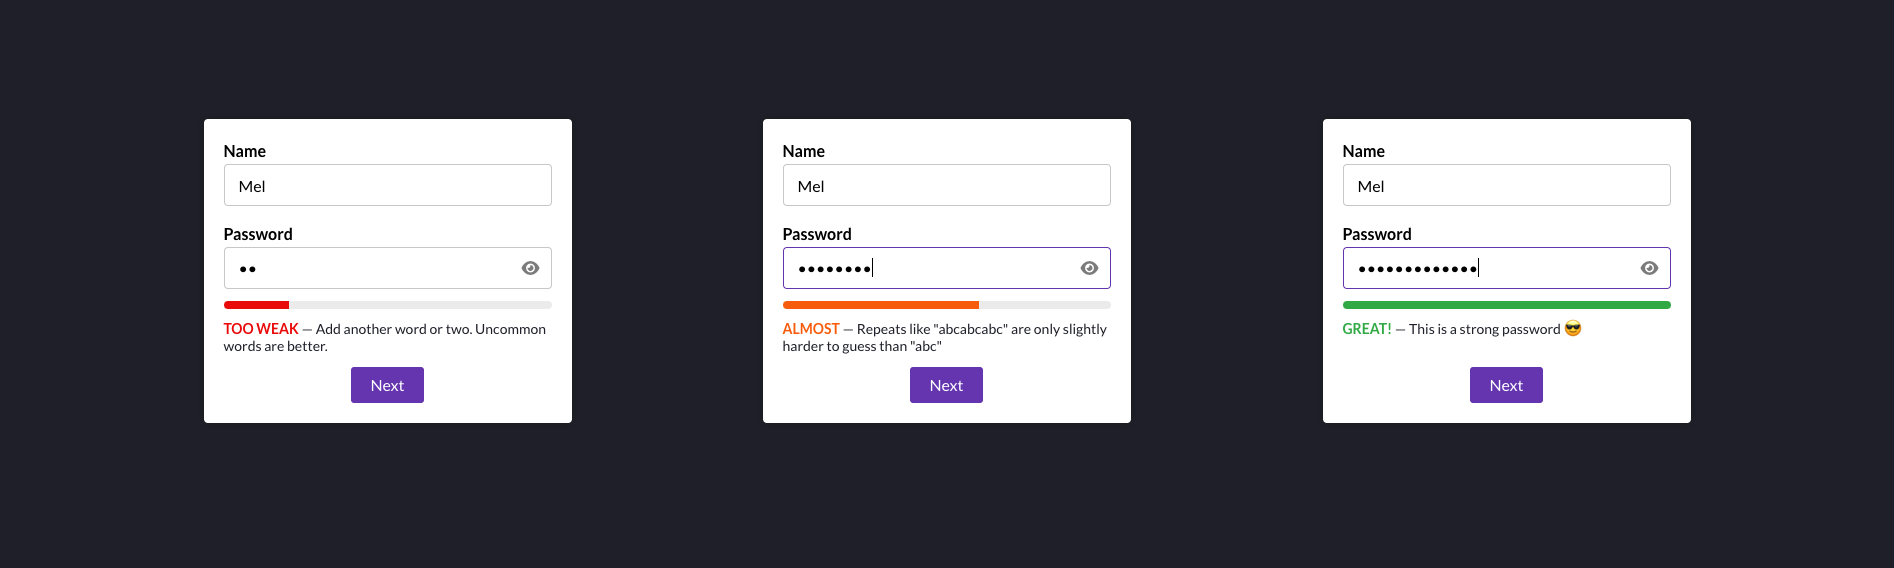 Name
Mel
Password
●●
TOO WEAK — Add another word or two. Uncommon
words are better.
Next
Name
Mel
Password
●●●●●●●●
ALMOST — Repeats like "abcabcabc" are only slightly
harder to guess than "abc"
Next
Name
Mel
Password
●●●●●●●●●●●●●
GREAT! — This is a strong password 😎
Next